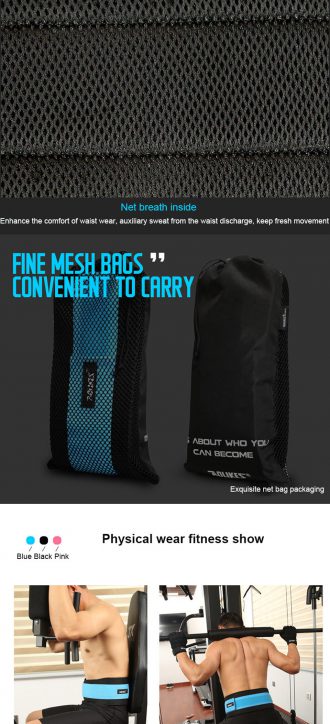 Net breath inside
Enhance the comfort of waist wear, auxiliary sweat from the waist discharge, keep fresh movement
FINE MESH BAGS ”
CONVENIENT TO CARRY
AOLIKES
S ABOUT WHO YOU
CAN BECOME
"AOLIKES"
Exquisite net bag packaging
Physical wear fitness show
Blue Black Pink